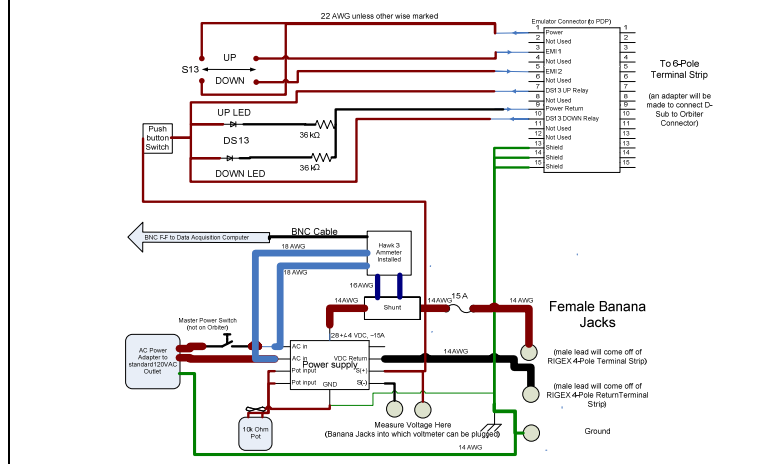 22 AWG unless other wise marked
Emulator Connector (to PDP)
1 Power 1
2 Not Used 2
3 EMI 1 3
4 Not Used 4
5 EMI 2 5
6 Not Used 6
7 DS13 UP Relay 7
8 Not Used 8
9 Power Return 9
10 DS13 DOWN Relay 10
11 Not Used 11
12 Not Used 12
13 Shield 13
14 Shield 14
15 Shield 15
To 6-Pole
Terminal Strip
(an adapter will be
made to connect D-
Sub to Orbiter
Connector)
UP
S13
DOWN
UP LED
36 kΩ
Push
button
Switch
DS13
36 kΩ
DOWN LED
BNC Cable
BNC F-F to Data Acquisition Computer
18 AWG
18 AWG
Hawk 3
Ammeter
Installed
16 AWG
14 AWG
Shunt
14 AWG
15 A
14 AWG
Female Banana
Jacks
Master Power Switch
(not on Orbiter)
28+-4 VDC, ~15A
AC Power
Adapter to
standard120VAC
Outlet
AC in
AC in
Power supply
VDC Return
Pot input
S(+)
Pot input
S(-)
GND
14 AWG
(male lead will come off of
RIGEX 4-Pole Terminal Strip)
(male lead will come off of
RIGEX 4-Pole ReturnTerminal
Strip)
10k Ohm
Pot
Measure Voltage Here
(Banana Jacks into which voltmeter can be plugged)
Ground
14 AWG